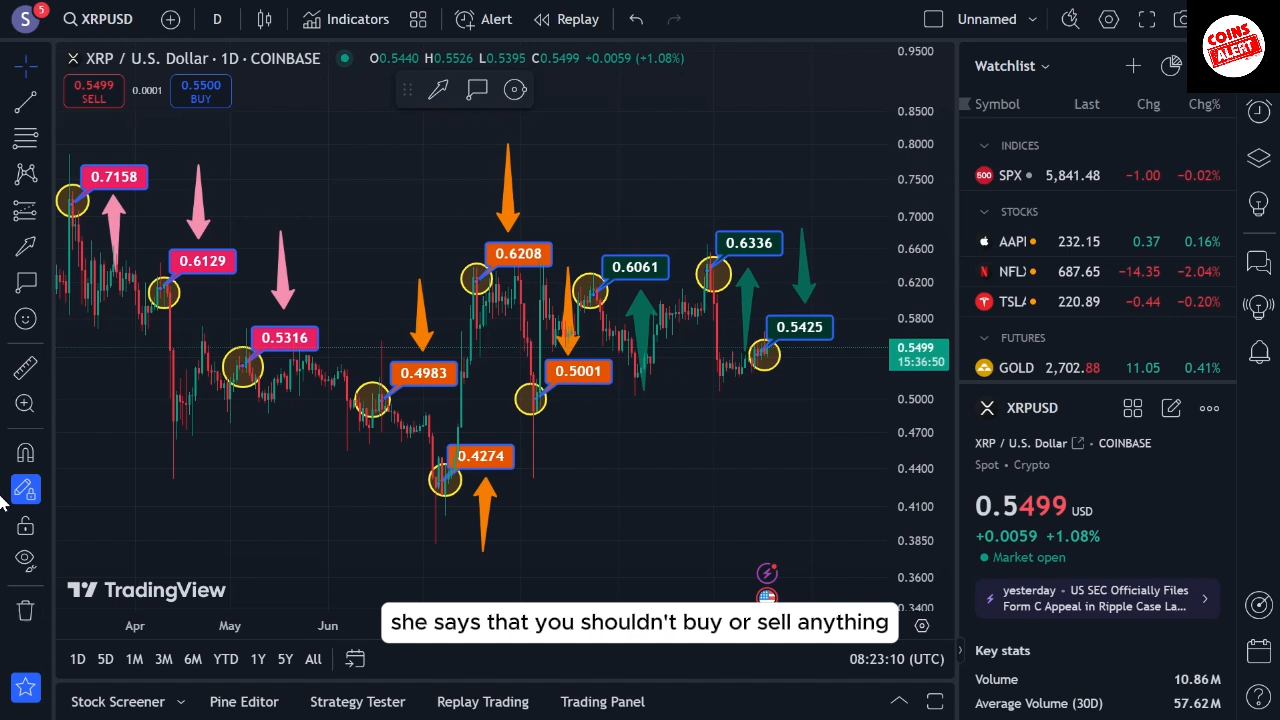 S
5
XRPUSD
D
Indicators
Alert
Replay
Unnamed
COINS
ALERT
XRP / U.S. Dollar · 1D · COINBASE
O0.5440 H0.5526 L0.5395 C0.5499 +0.0059 (+1.08%)
0.5499
SELL
0.0001
0.5500
BUY
0.7158
0.6129
0.5316
0.4983
0.4274
0.6208
0.5001
0.6061
0.6336
0.5425
0.9500
0.8500
0.8000
0.7500
0.7000
0.6600
0.6200
0.5800
0.5499
15:36:50
0.5000
0.4700
0.4400
0.4100
0.3850
0.3600
0.3400
TradingView
Apr
May
Jun
she says that you shouldn't buy or sell anything
1D
5D
1M
3M
6M
YTD
1Y
5Y
All
08:23:10 (UTC)
Stock Screener
Pine Editor
Strategy Tester
Replay Trading
Trading Panel
Watchlist
Symbol Last Chg Chg%
INDICES
500 SPX 5,841.48 −1.00 −0.02%
STOCKS
AAPL 232.15 0.37 0.16%
NFLX 687.65 −14.35 −2.04%
TSLA 220.89 −0.44 −0.20%
FUTURES
GOLD 2,702.88 11.05 0.41%
XRPUSD
XRP / U.S. Dollar · COINBASE
Spot · Crypto
0.5499 USD
+0.0059 +1.08%
Market open
yesterday - US SEC Officially Files
Form C Appeal in Ripple Case La...
Key stats
Volume 10.86M
Average Volume (30D) 57.62M